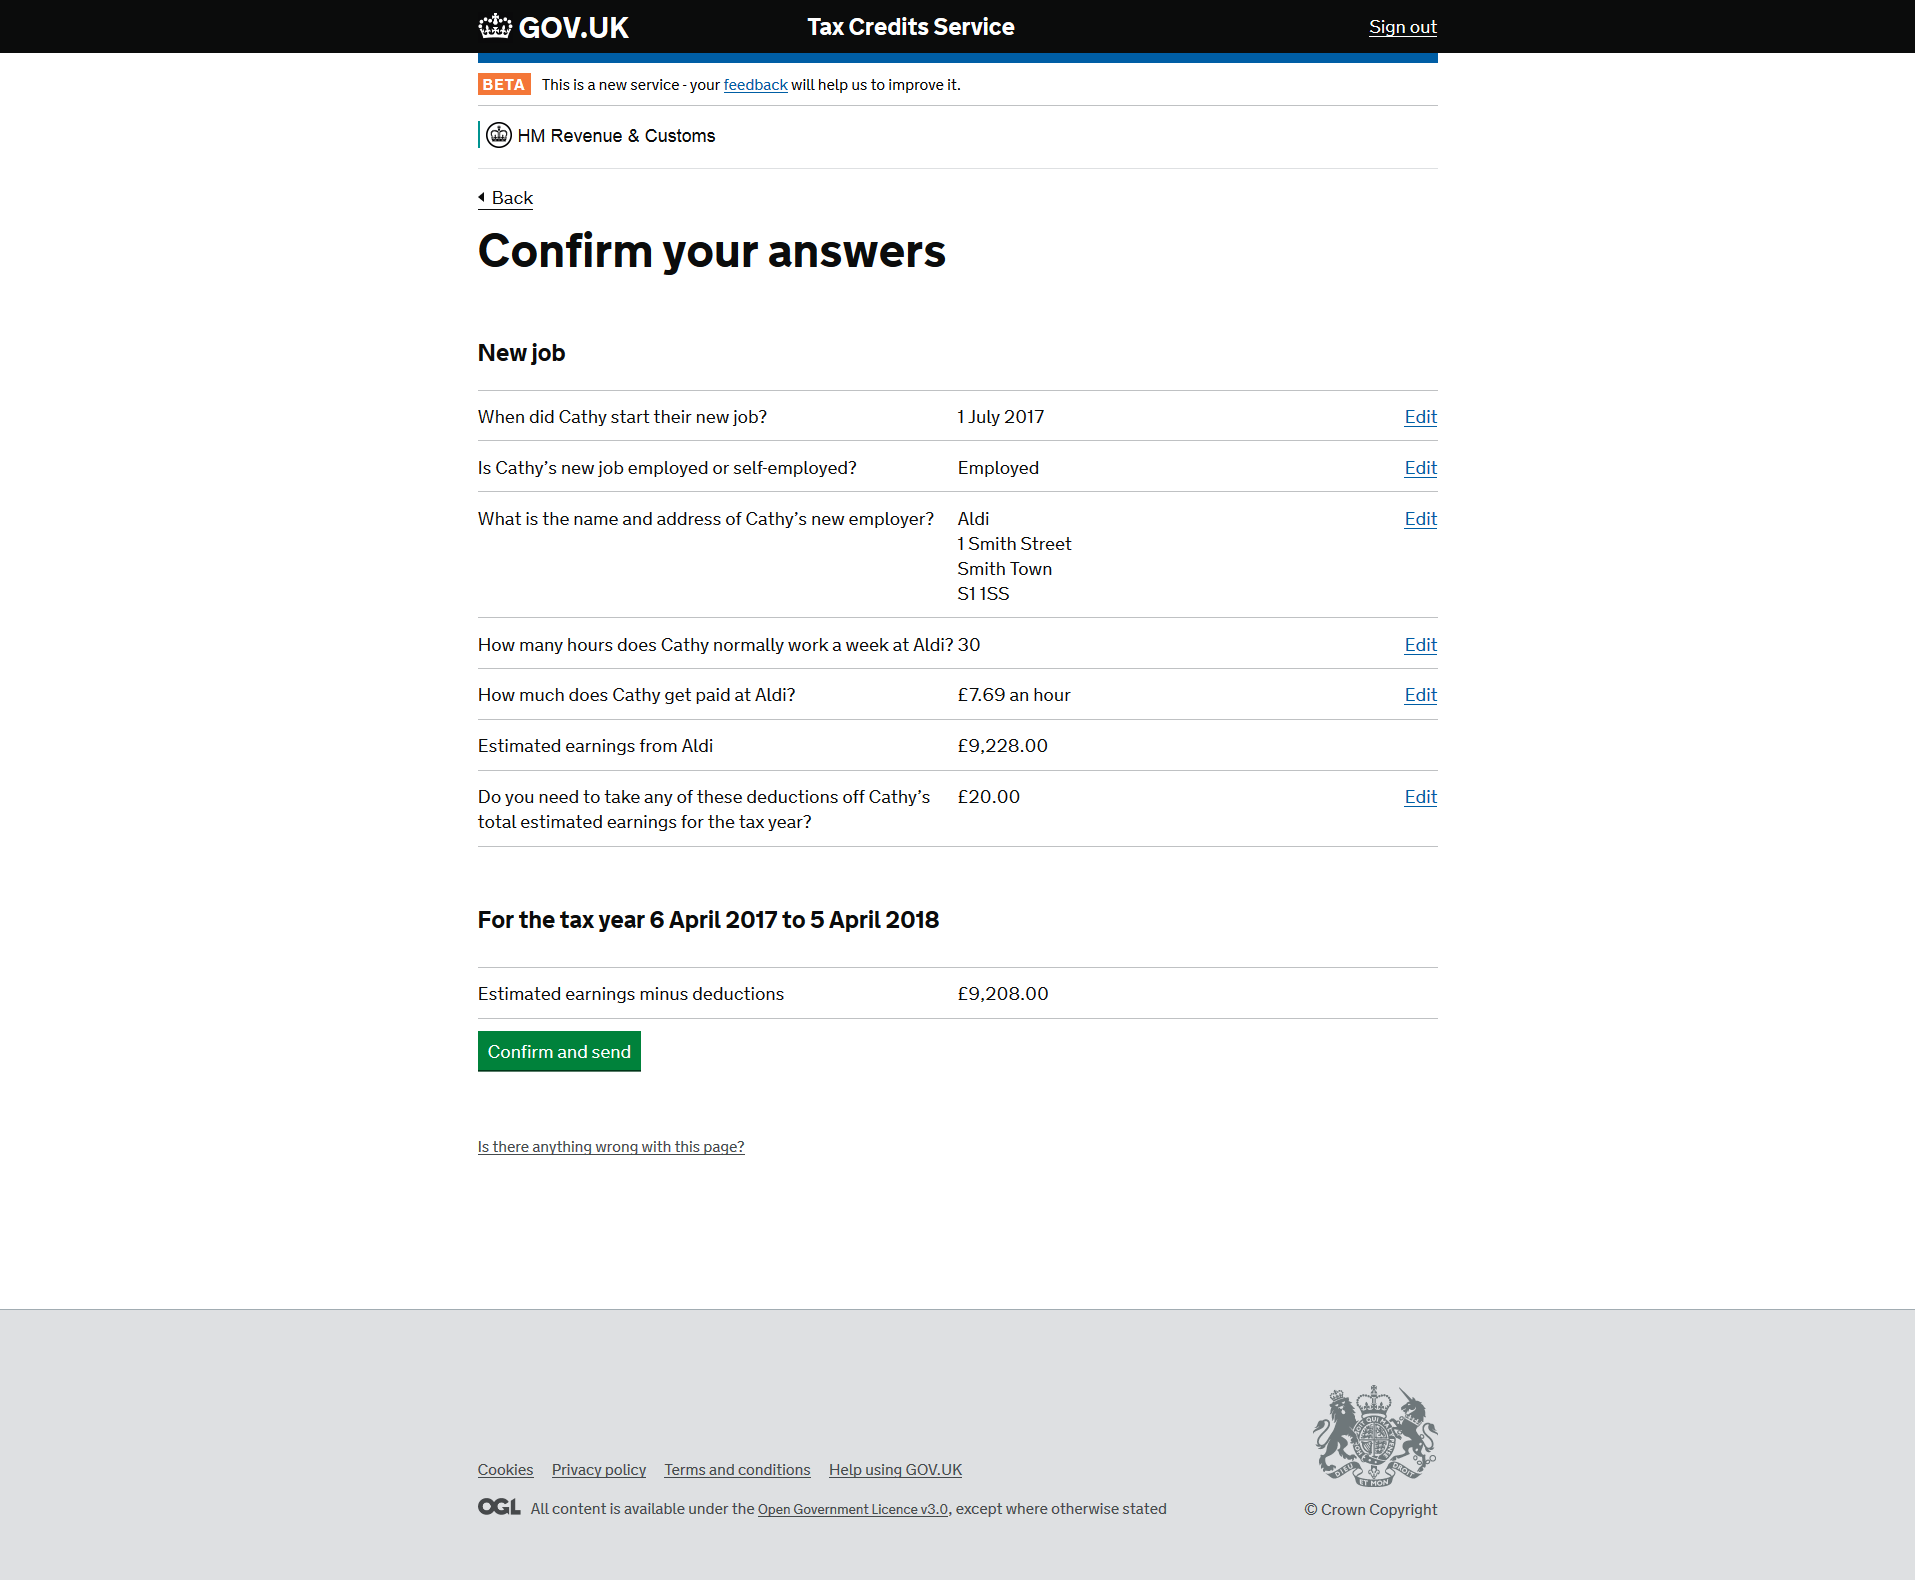 GOV.UK Tax Credits Service Sign out
BETA This is a new service - your feedback will help us to improve it.
HM Revenue & Customs
Back
Confirm your answers
New job
When did Cathy start their new job? 1 July 2017 Edit
Is Cathy’s new job employed or self-employed? Employed Edit
What is the name and address of Cathy’s new employer? Aldi Edit
1 Smith Street
Smith Town
S1 1SS
How many hours does Cathy normally work a week at Aldi? 30 Edit
How much does Cathy get paid at Aldi? £7.69 an hour Edit
Estimated earnings from Aldi £9,228.00
Do you need to take any of these deductions off Cathy’s £20.00 Edit
total estimated earnings for the tax year?
For the tax year 6 April 2017 to 5 April 2018
Estimated earnings minus deductions £9,208.00
Confirm and send
Is there anything wrong with this page?
Cookies Privacy policy Terms and conditions Help using GOV.UK
OGL All content is available under the Open Government Licence v3.0, except where otherwise stated © Crown Copyright